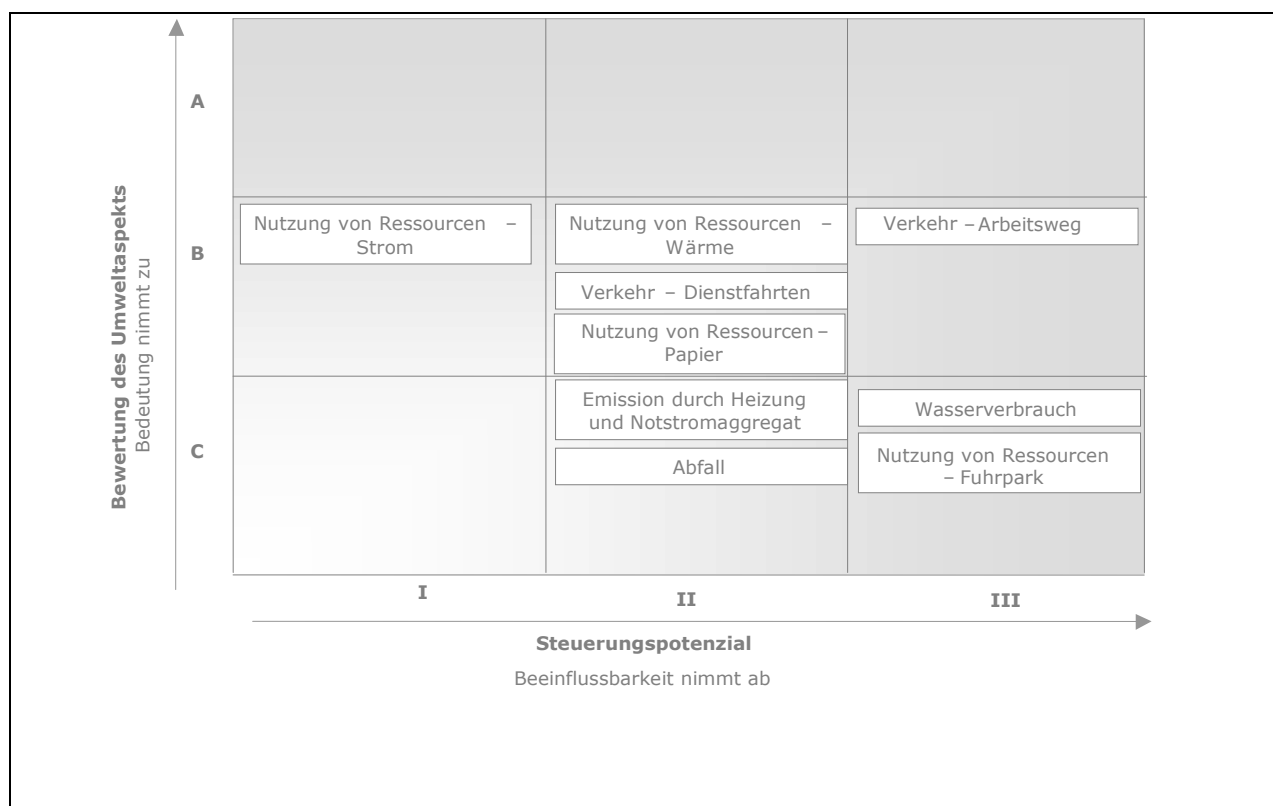 A
Nutzung von Ressourcen –
Strom
Nutzung von Ressourcen –
Wärme
Verkehr – Arbeitsweg
B
Verkehr – Dienstfahrten
Nutzung von Ressourcen –
Papier
Bewertung des Umweltaspekts
Bedeutung nimmt zu
Emission durch Heizung
und Notstromaggregat
Wasserverbrauch
C
Abfall
Nutzung von Ressourcen
– Fuhrpark
I
II
III
Steuerungspotenzial
Beeinflussbarkeit nimmt ab